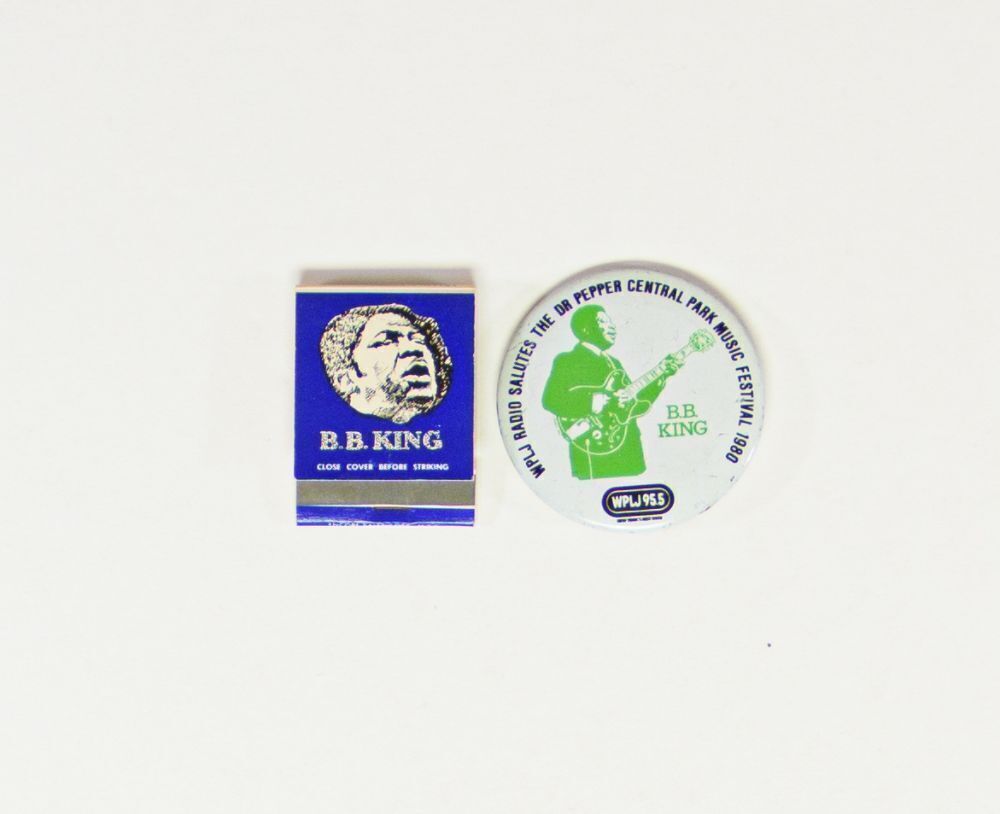 B.B. KING
CLOSE COVER BEFORE STRIKING
WPLJ RADIO SALUTES THE DR PEPPER CENTRAL PARK MUSIC FESTIVAL 1980
B.B.
KING
WPLJ 95.5